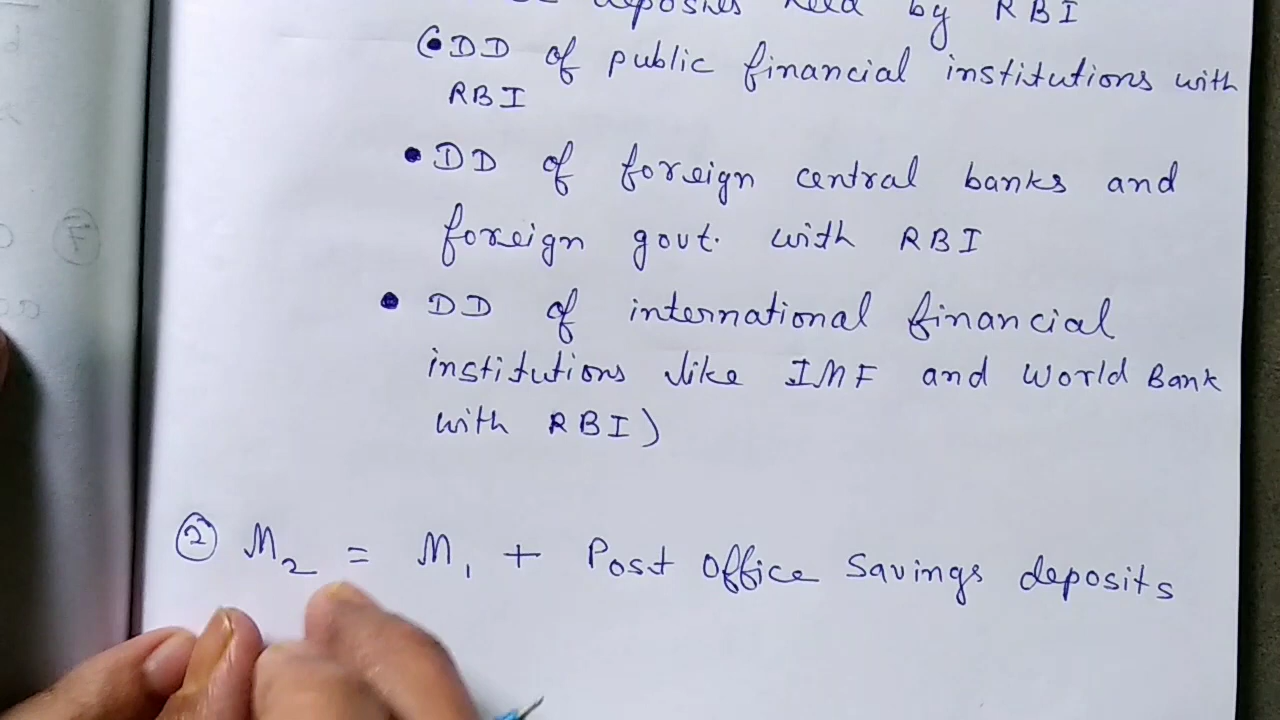 deposits held by RBI
(• DD of public financial institutions with
RBI
• DD of foreign central banks and
foreign govt. with RBI
• DD of international financial
institutions like IMF and World Bank
with RBI)
② M₂ = M₁ + Post Office Savings deposits